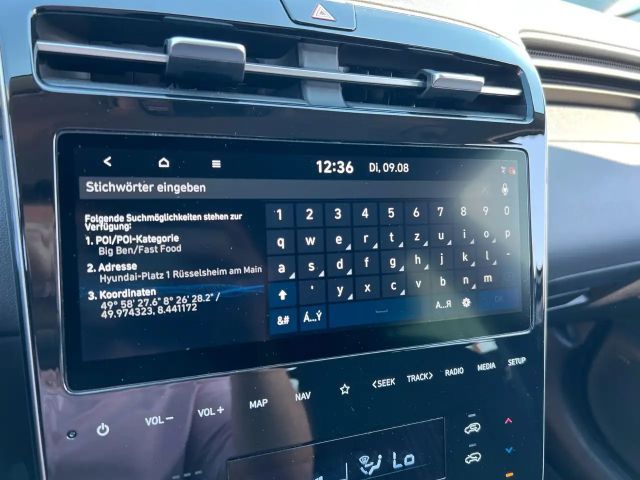 12:36 Di, 09.08
Stichwörter eingeben
Folgende Suchmöglichkeiten stehen zur
Verfügung:
1. POI/POI-Kategorie
Big Ben/Fast Food
2. Adresse
Hyundai-Platz 1 Rüsselsheim am Main
3. Koordinaten
49° 58' 27.6" 8° 26' 28.2" /
49.974323, 8.441172
1 2 3 4 5 6 7 8 9 0
q w e r t z u i o p
a s d f g h j k l -
' y x c v b n m
&# Á...Ý А...Я OK
VOL− VOL+ MAP NAV <SEEK TRACK> RADIO MEDIA SETUP
Lo